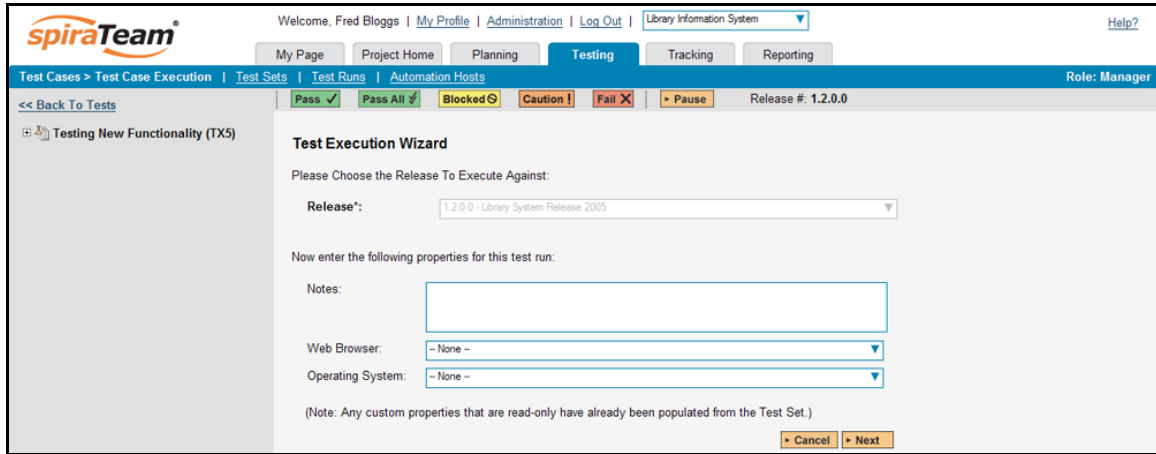 spiraTeam®
Welcome, Fred Bloggs | My Profile | Administration | Log Out | Library Information System
Help?
My Page Project Home Planning Testing Tracking Reporting
Test Cases > Test Case Execution | Test Sets | Test Runs | Automation Hosts
Role: Manager
<< Back To Tests
Pass Pass All Blocked Caution ! Fail Pause Release #: 1.2.0.0
Testing New Functionality (TX5)
Test Execution Wizard
Please Choose the Release To Execute Against:
Release*: 1.2.0.0 - Library System Release 2005
Now enter the following properties for this test run:
Notes:
Web Browser: -- None --
Operating System: -- None --
(Note: Any custom properties that are read-only have already been populated from the Test Set.)
Cancel Next